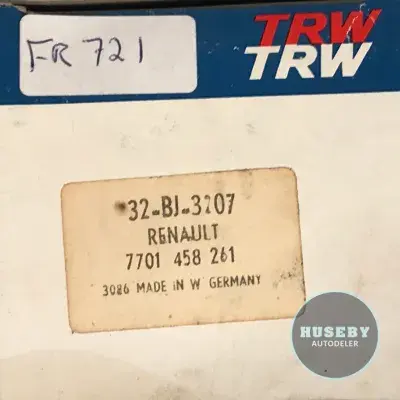 FR 721
TRW
TRW
32-BJ-3207
RENAULT
7701 458 261
3086 MADE IN W GERMANY
HUSEBY
AUTODELER